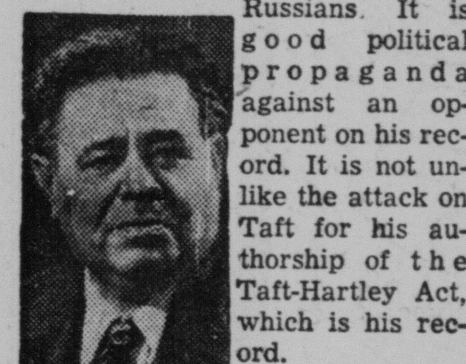 Russians. It is
good political
propaganda
against an op-
ponent on his rec-
ord. It is not un-
like the attack on
Taft for his au-
thorship of the
Taft-Hartley Act,
which is his rec-
ord.